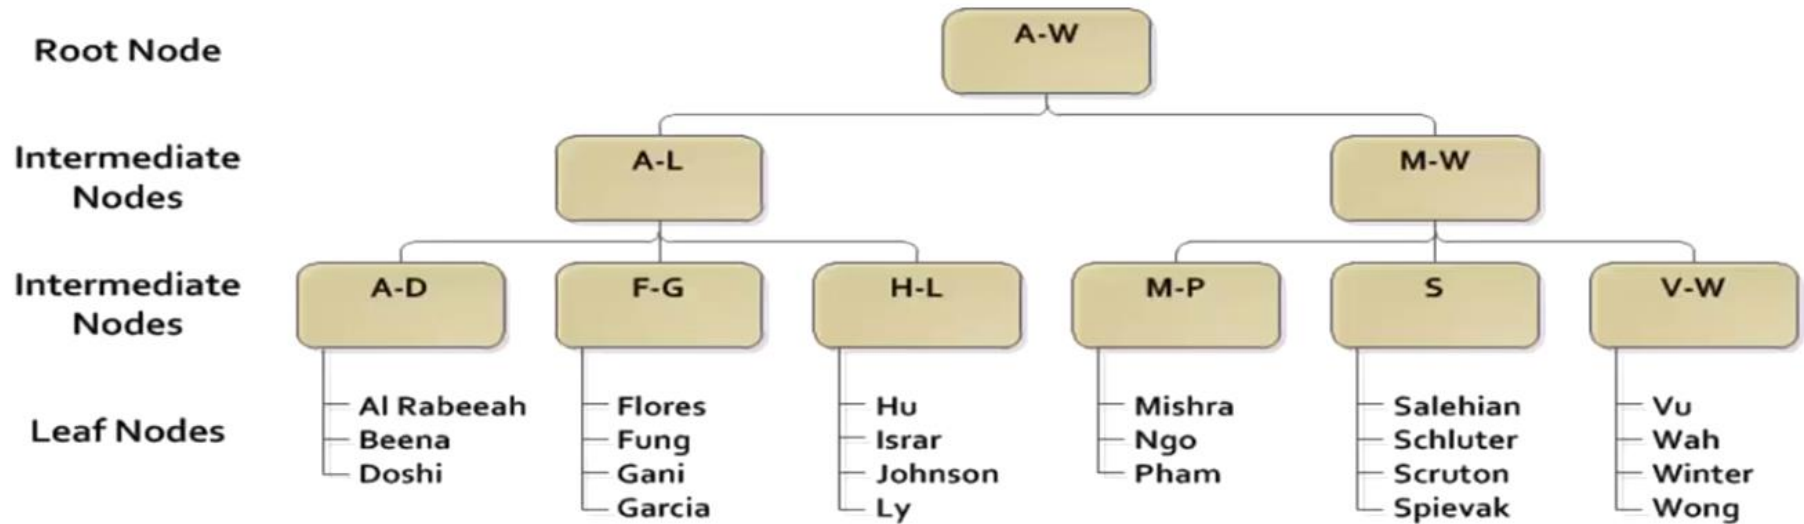 Root Node
A-W
Intermediate
Nodes
A-L
M-W
Intermediate
Nodes
A-D
F-G
H-L
M-P
S
V-W
Leaf Nodes
Al Rabeeah
Beena
Doshi
Flores
Fung
Gani
Garcia
Hu
Israr
Johnson
Ly
Mishra
Ngo
Pham
Salehian
Schluter
Scruton
Spievak
Vu
Wah
Winter
Wong